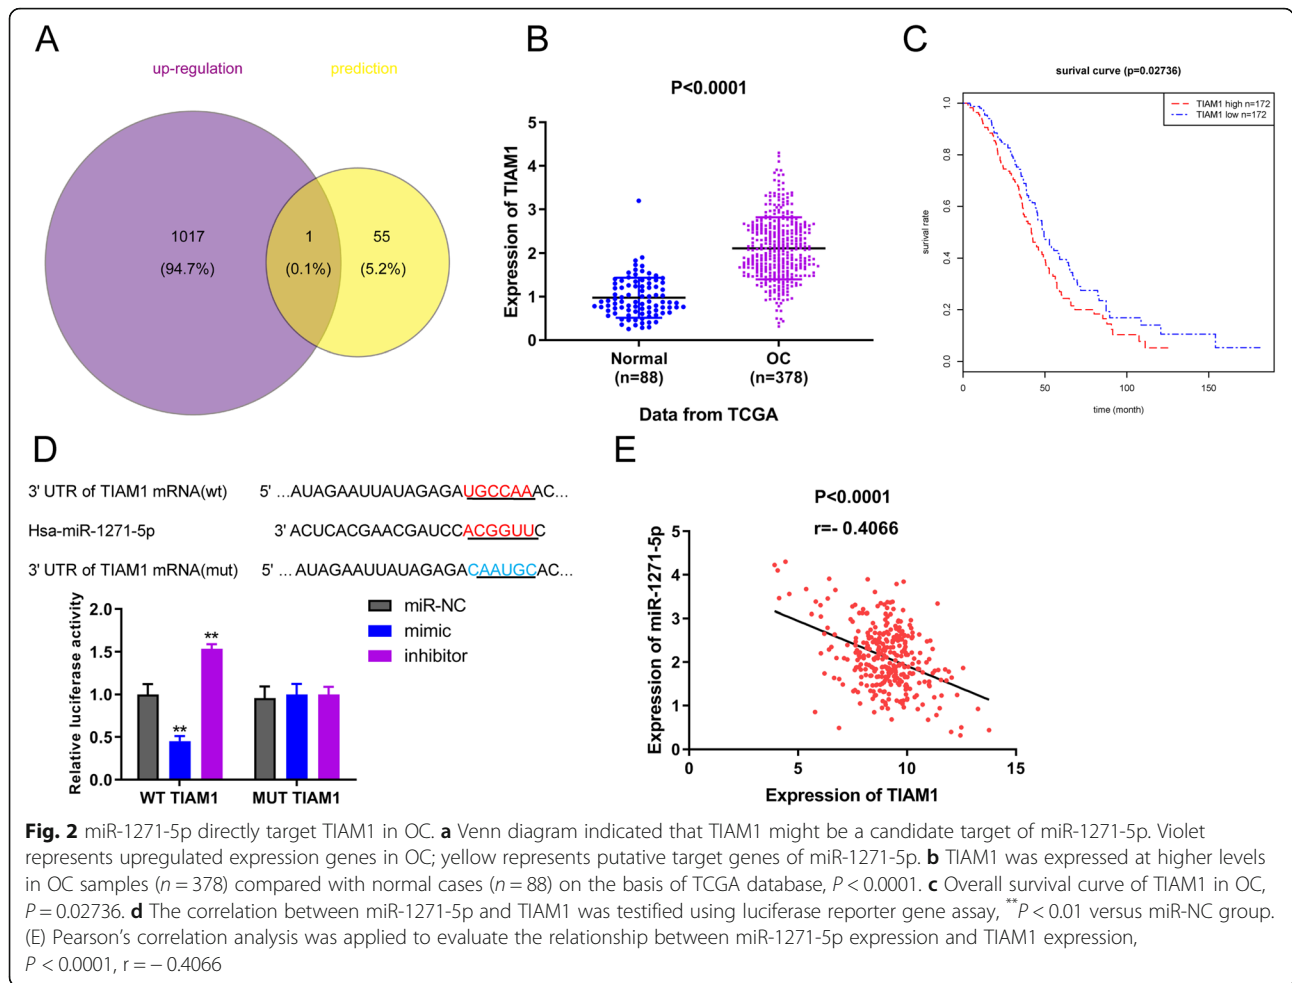 A
up-regulation
prediction
1017
(94.7%)
1
(0.1%)
55
(5.2%)
B
P<0.0001
Expression of TIAM1
5
4
3
2
1
0
Normal
(n=88)
OC
(n=378)
Data from TCGA
C
surival curve (p=0.02736)
TIAM1 high n=172
TIAM1 low n=172
surival rate
1.0
0.8
0.6
0.4
0.2
0.0
0
50
100
150
time (month)
D
3' UTR of TIAM1 mRNA(wt) 5' ...AUAGAAUUAUAGAGAUGCCAAAC...
Hsa-miR-1271-5p 3' ACUCACGAACGAUCCACGGUUC
3' UTR of TIAM1 mRNA(mut) 5' ... AUAGAAUUAUAGAGACAAUGCAC...
Relative luciferase activity
2.0
1.5
1.0
0.5
0.0
**
**
miR-NC
mimic
inhibitor
WT TIAM1
MUT TIAM1
E
P<0.0001
r=- 0.4066
Expression of miR-1271-5p
5
4
3
2
1
0
0
5
10
15
Expression of TIAM1
Fig. 2 miR-1271-5p directly target TIAM1 in OC. a Venn diagram indicated that TIAM1 might be a candidate target of miR-1271-5p. Violet
represents upregulated expression genes in OC; yellow represents putative target genes of miR-1271-5p. b TIAM1 was expressed at higher levels
in OC samples (n = 378) compared with normal cases (n = 88) on the basis of TCGA database, P < 0.0001. c Overall survival curve of TIAM1 in OC,
P = 0.02736. d The correlation between miR-1271-5p and TIAM1 was testified using luciferase reporter gene assay, **P < 0.01 versus miR-NC group.
(E) Pearson's correlation analysis was applied to evaluate the relationship between miR-1271-5p expression and TIAM1 expression,
P < 0.0001, r = − 0.4066